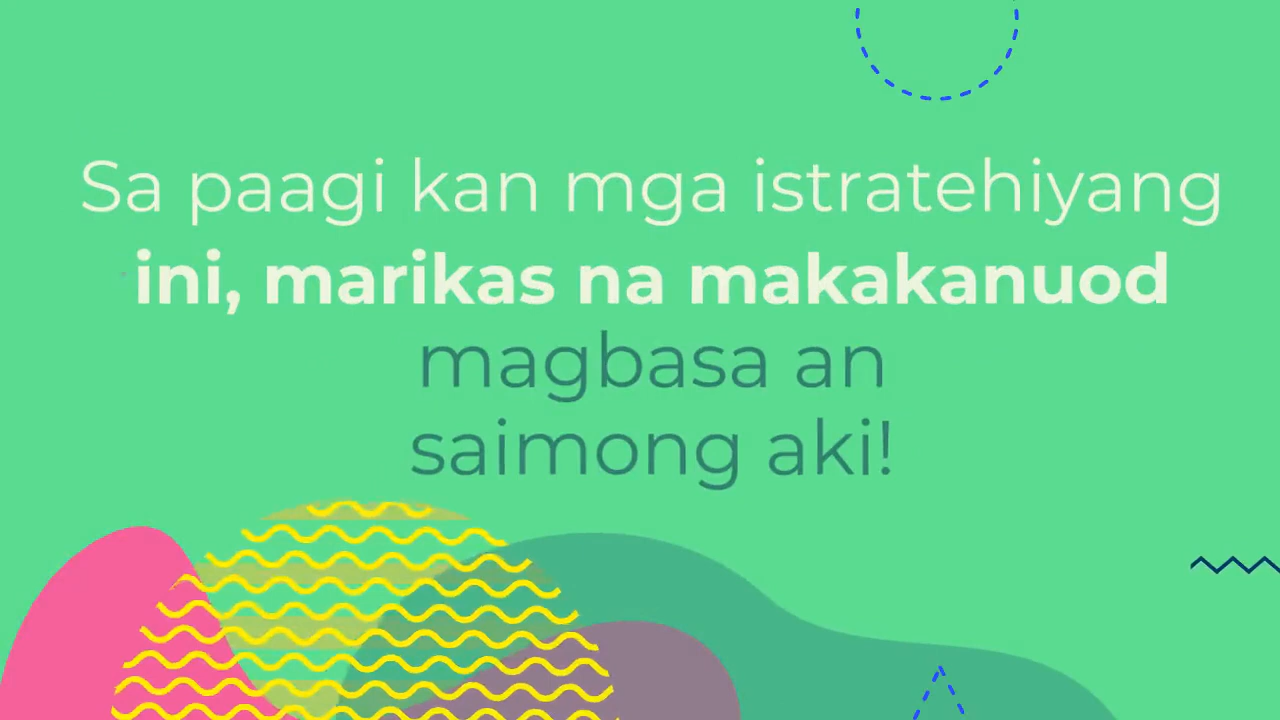 Sa paagi kan mga istratehiyang
ini, marikas na makakanuod
magbasa an
saimong aki!